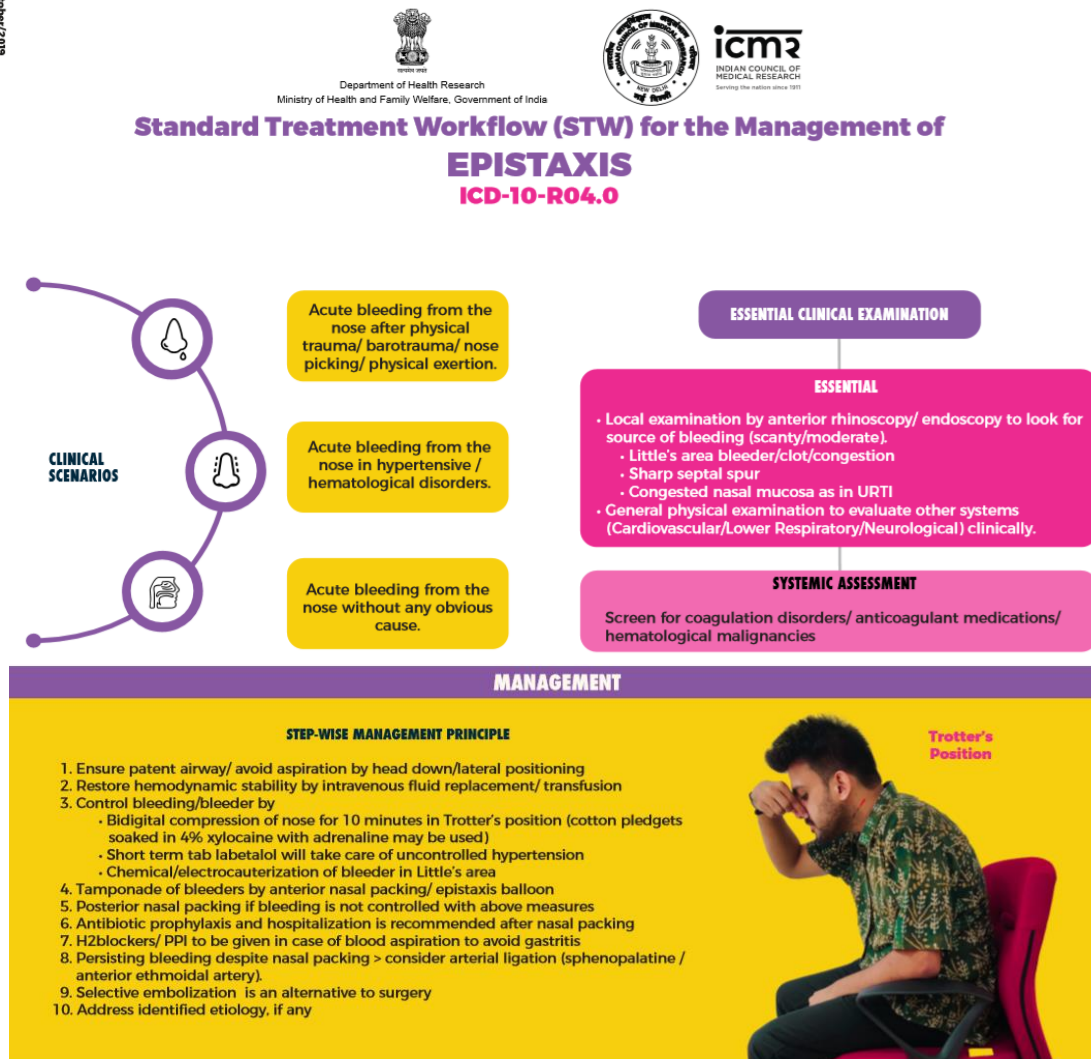 Department of Health Research
Ministry of Health and Family Welfare, Government of India
icmr
INDIAN COUNCIL OF
MEDICAL RESEARCH
Serving the nation since 1911
Standard Treatment Workflow (STW) for the Management of
EPISTAXIS
ICD-10-R04.0
CLINICAL
SCENARIOS
Acute bleeding from the
nose after physical
trauma/ barotrauma/ nose
picking/ physical exertion.
Acute bleeding from the
nose in hypertensive /
hematological disorders.
Acute bleeding from the
nose without any obvious
cause.
ESSENTIAL CLINICAL EXAMINATION
ESSENTIAL
• Local examination by anterior rhinoscopy/ endoscopy to look for
source of bleeding (scanty/moderate).
• Little's area bleeder/clot/congestion
• Sharp septal spur
• Congested nasal mucosa as in URTI
• General physical examination to evaluate other systems
(Cardiovascular/Lower Respiratory/Neurological) clinically.
SYSTEMIC ASSESSMENT
Screen for coagulation disorders/ anticoagulant medications/
hematological malignancies
MANAGEMENT
STEP-WISE MANAGEMENT PRINCIPLE
1. Ensure patent airway/ avoid aspiration by head down/lateral positioning
2. Restore hemodynamic stability by intravenous fluid replacement/ transfusion
3. Control bleeding/bleeder by
• Bidigital compression of nose for 10 minutes in Trotter's position (cotton pledgets
soaked in 4% xylocaine with adrenaline may be used)
• Short term tab labetalol will take care of uncontrolled hypertension
• Chemical/electrocauterization of bleeder in Little's area
4. Tamponade of bleeders by anterior nasal packing/ epistaxis balloon
5. Posterior nasal packing if bleeding is not controlled with above measures
6. Antibiotic prophylaxis and hospitalization is recommended after nasal packing
7. H2blockers/ PPI to be given in case of blood aspiration to avoid gastritis
8. Persisting bleeding despite nasal packing > consider arterial ligation (sphenopalatine /
anterior ethmoidal artery).
9. Selective embolization is an alternative to surgery
10. Address identified etiology, if any
Trotter's
Position